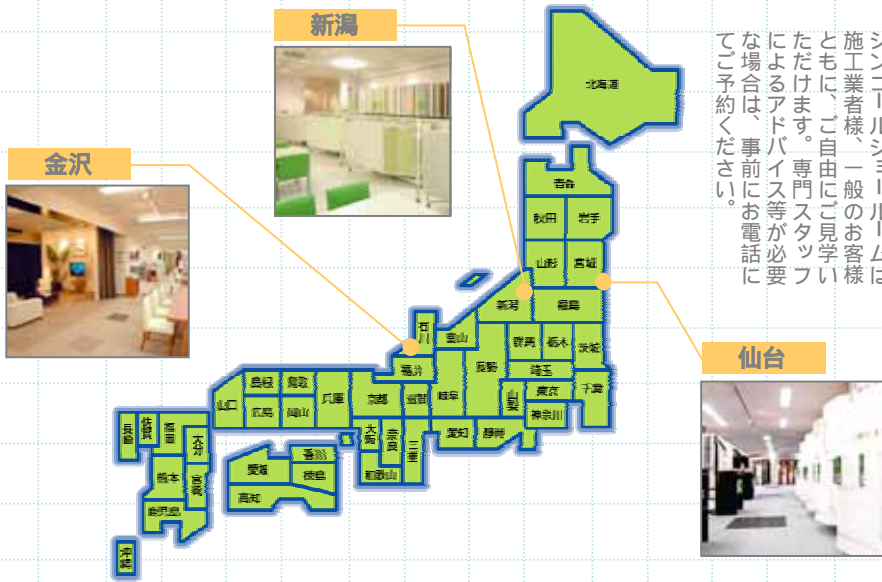 新潟
金沢
仙台
シンコールショールームは
施工業者様、一般のお客様
ともに、ご自由にご見学い
ただけます。専門スタッフ
によるアドバイス等が必要
な場合は、事前にお電話に
てご予約ください。
北海道
青森
秋田
岩手
山形
宮城
新潟
福島
石川
富山
群馬
栃木
茨城
長野
福井
埼玉
島根
鳥取
兵庫
京都
滋賀
岐阜
山梨
東京
千葉
山口
広島
岡山
神奈川
長崎
佐賀
福岡
大分
大阪
奈良
三重
愛知
静岡
香川
愛媛
徳島
和歌山
熊本
宮崎
高知
鹿児島
沖縄